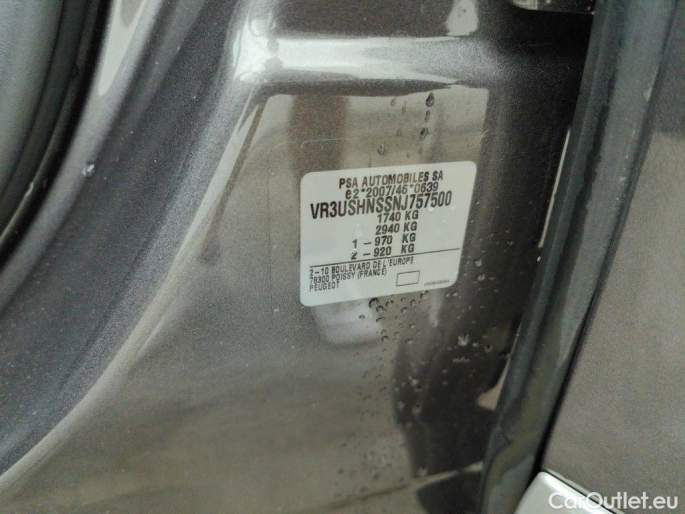 PSA AUTOMOBILES SA
e2*2007/46*0639
VR3USHNSSNJ757500
1740 KG
2940 KG
1 - 970 KG
2 - 920 KG
2-10 BOULEVARD DE L'EUROPE
78300 POISSY (FRANCE)
PEUGEOT
CarOutlet.eu